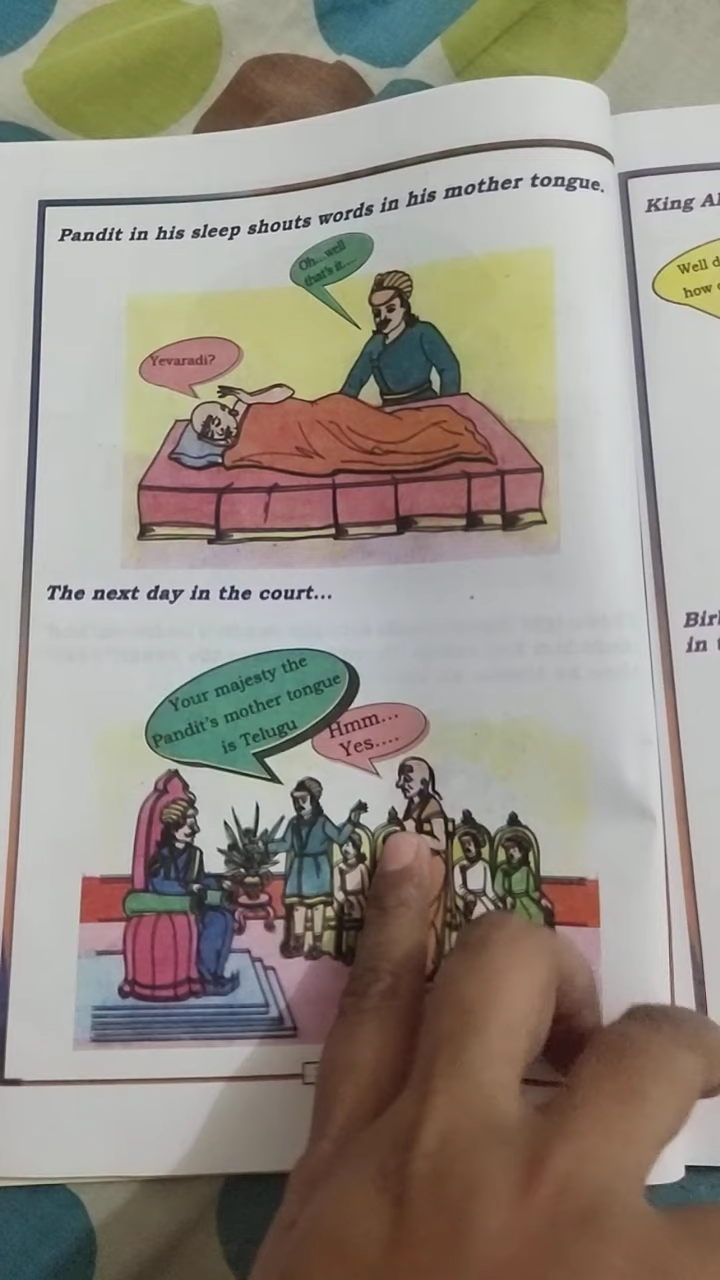 Pandit in his sleep shouts words in his mother tongue.
Oh...well
that's it....
Yevaradi?
The next day in the court...
Your majesty the
Pandit's mother tongue
is Telugu
Hmm...
Yes....
King
Well
how
in